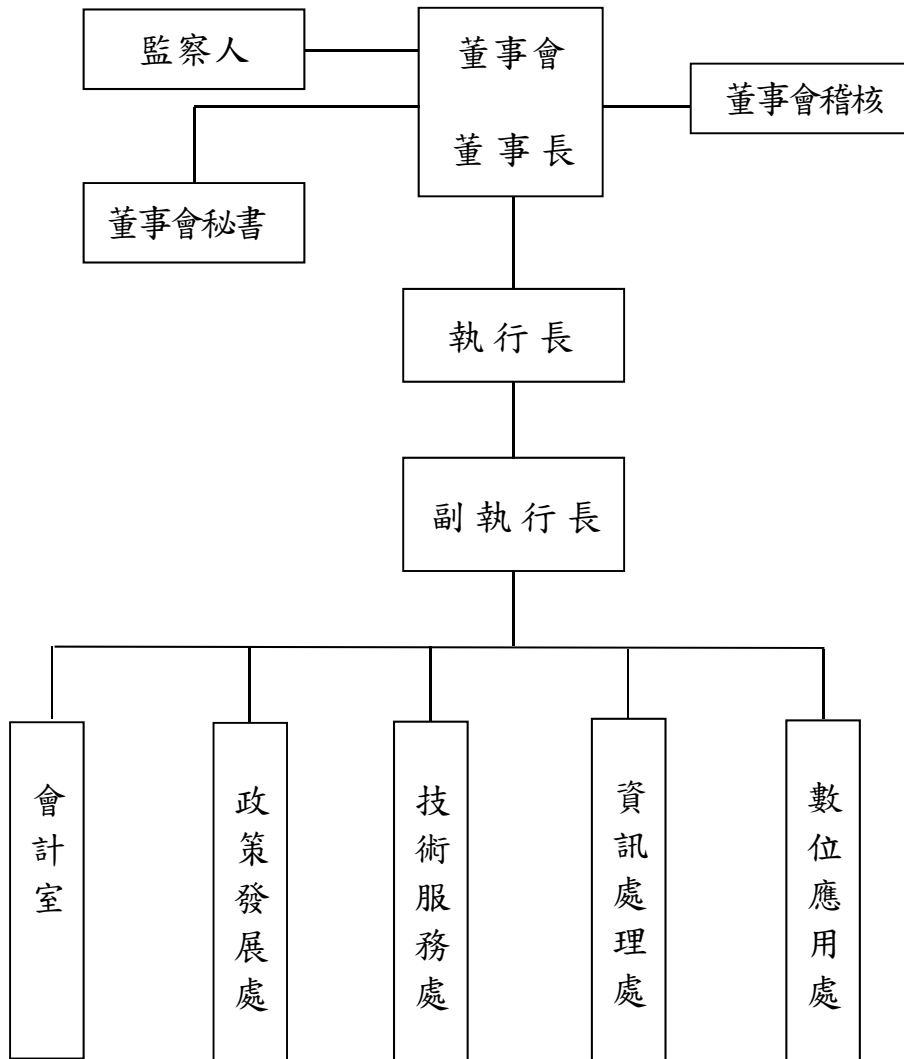 監察人
董事會
董事長
董事會稽核
董事會秘書
執行長
副執行長
會計室
政策發展處
技術服務處
資訊處理處
數位應用處